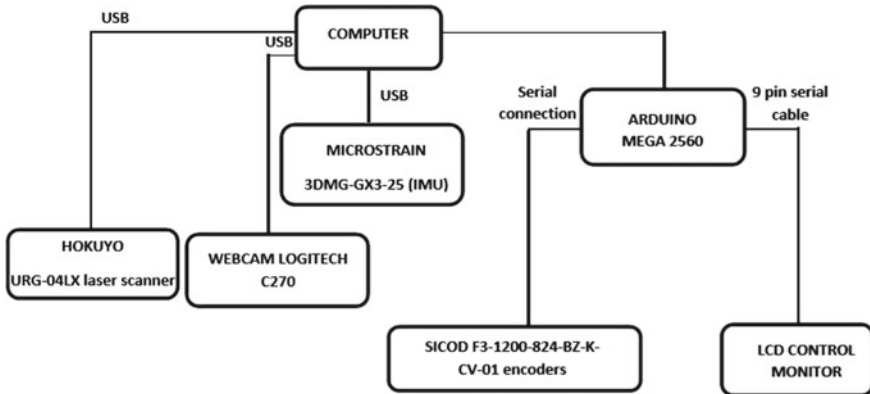 USB
COMPUTER
USB
USB
Serial
connection
9 pin serial
cable
ARDUINO
MEGA 2560
MICROSTRAIN
3DMG-GX3-25 (IMU)
HOKUYO
URG-04LX laser scanner
WEBCAM LOGITECH
C270
SICOD F3-1200-824-BZ-K-
CV-01 encoders
LCD CONTROL
MONITOR